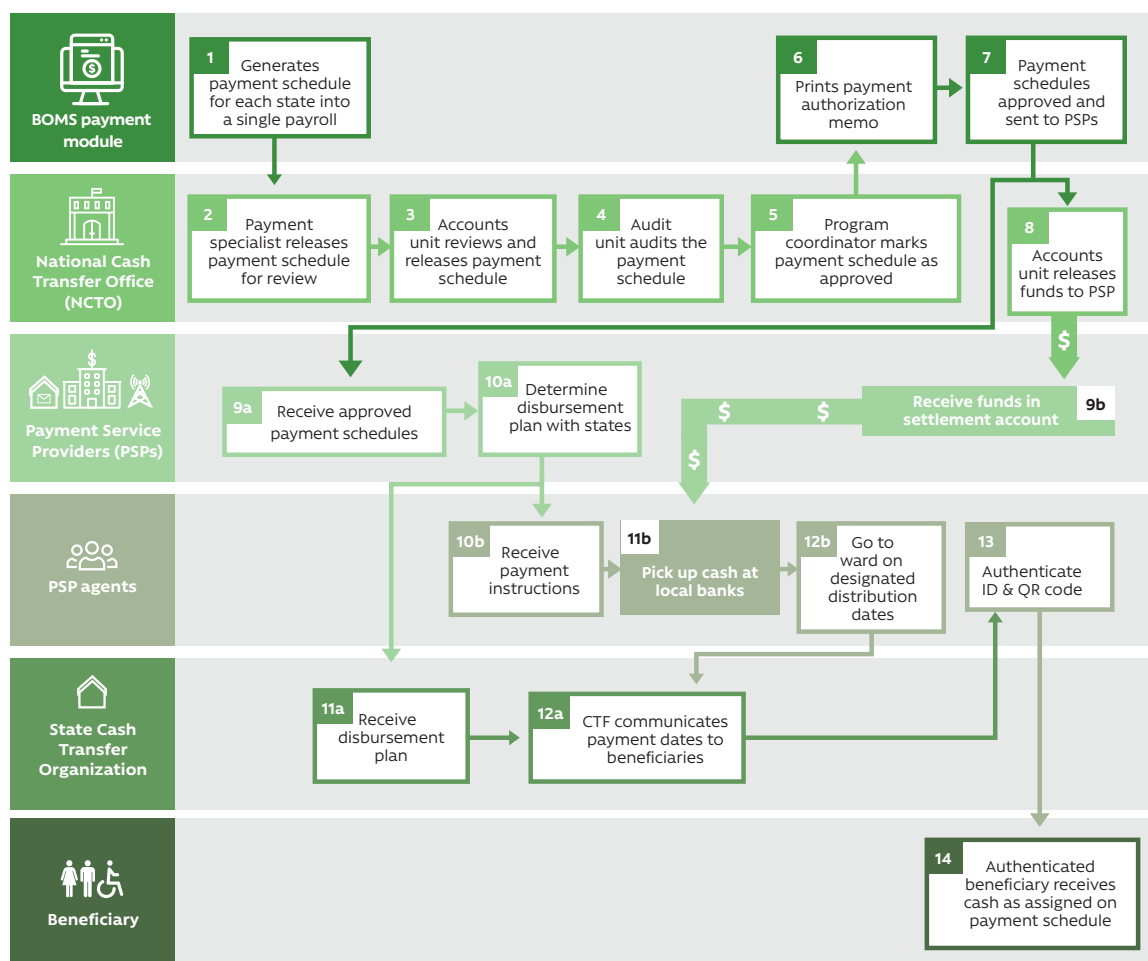 BOMS payment
module
1
Generates
payment schedule
for each state into
a single payroll
6
Prints payment
authorization
memo
7
Payment
schedules
approved and
sent to PSPs
National Cash
Transfer Office
(NCTO)
2
Payment
specialist releases
payment schedule
for review
3
Accounts
unit reviews and
releases payment
schedule
4
Audit
unit audits the
payment
schedule
5
Program
coordinator marks
payment schedule as
approved
8
Accounts
unit releases
funds to PSP
$
$
Payment Service
Providers (PSPs)
9a
Receive approved
payment schedules
10a
Determine
disbursement
plan with states
$
$
$
Receive funds in
settlement account
9b
PSP agents
10b
Receive
payment
instructions
11b
Pick up cash at
local banks
12b
Go to
ward on
designated
distribution
dates
13
Authenticate
ID & QR code
State Cash
Transfer
Organization
11a
Receive
disbursement
plan
12a
CTF communicates
payment dates to
beneficiaries
Beneficiary
14
Authenticated
beneficiary receives
cash as assigned on
payment schedule